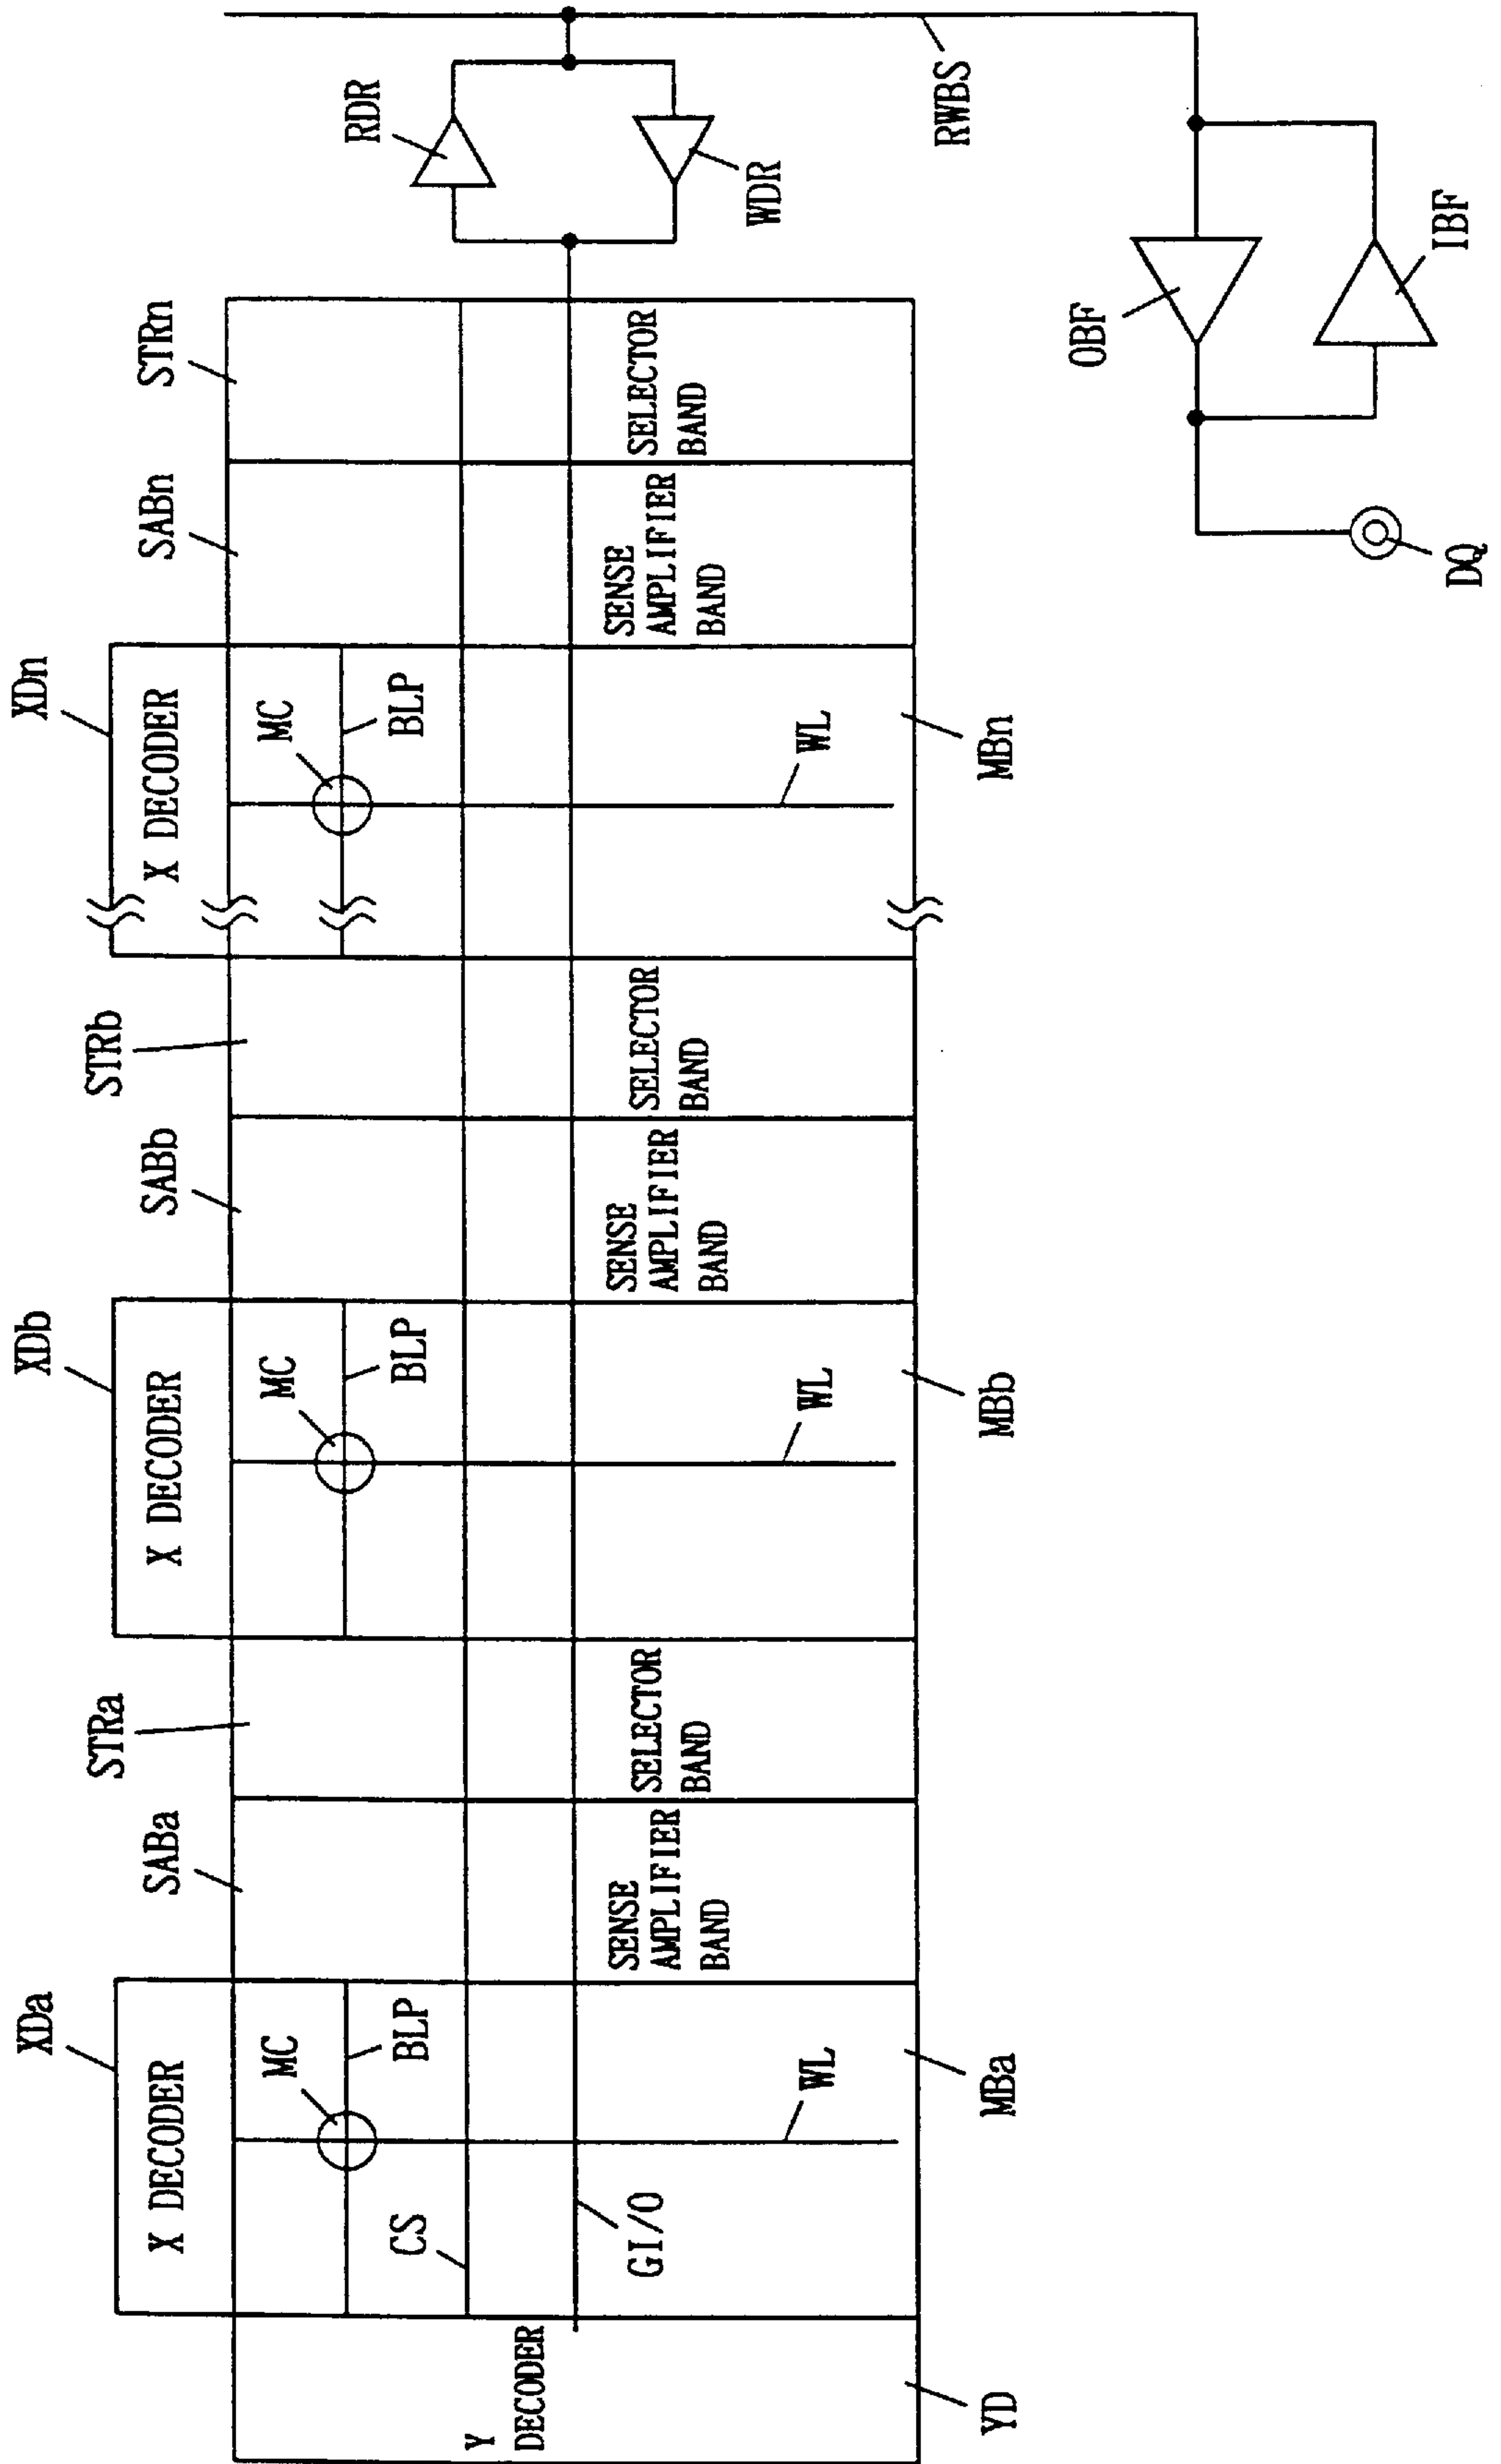 XDa
XDb
XDn
SABa
STRa
SABb
STRb
SABn
STRn
X DECODER
X DECODER
X DECODER
RDR
MC
MC
MC
CS
BLP
BLP
BLP
Y
DECODER
GI/O
SENSE
AMPLIFIER
BAND
SELECTOR
BAND
SENSE
AMPLIFIER
BAND
SELECTOR
BAND
SENSE
AMPLIFIER
BAND
SELECTOR
BAND
WDR
WL
WL
WL
RWBS
YD
MBa
MBb
MBn
OBF
IBF
DQ